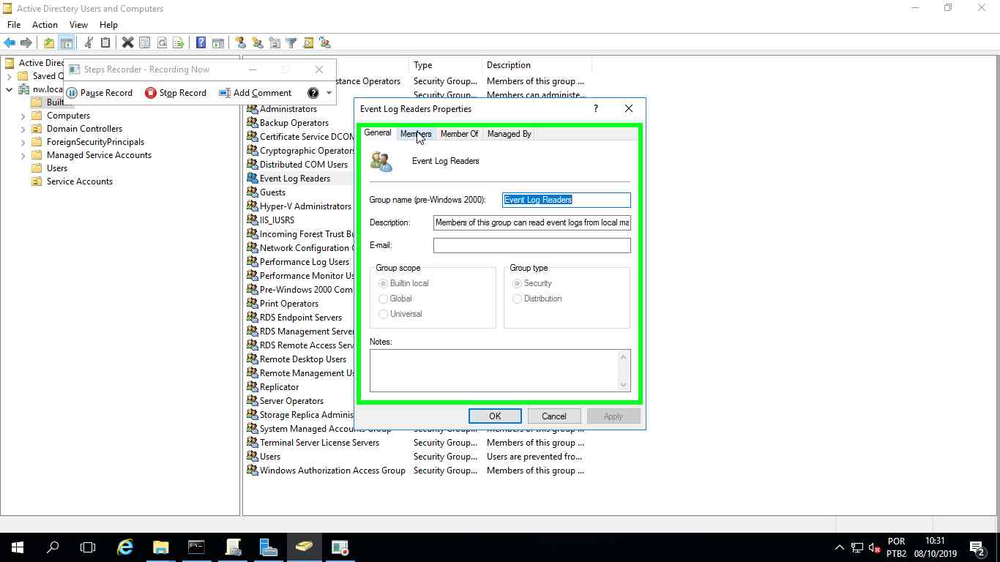 Active Directory Users and Computers
File Action View Help
Steps Recorder - Recording Now
Pause Record Stop Record Add Comment
Active
Saved
nw.loca
Computers
Domain Controllers
ForeignSecurityPrincipals
Managed Service Accounts
Users
Service Accounts
Type Description
stance Operators Security Group... Members of this group ...
Security Group... Members can administe...
Administrators
Backup Operators
Certificate Service DCOM
Cryptographic Operators
Distributed COM Users
Event Log Readers
Guests
Hyper-V Administrators
IIS_IUSRS
Incoming Forest Trust Bu
Network Configuration
Performance Log Users
Performance Monitor Us
Pre-Windows 2000 Com
Print Operators
RDS Endpoint Servers
RDS Management Server
RDS Remote Access Serv
Remote Desktop Users
Remote Management Us
Replicator
Server Operators
Storage Replica Adminis
System Managed Accounts Group Security Group... Members of this group ...
Terminal Server License Servers Security Group... Members of this group ...
Users Security Group... Users are prevented fro...
Windows Authorization Access Group Security Group... Members of this group ...
Event Log Readers Properties ?
General Members Member Of Managed By
Event Log Readers
Group name (pre-Windows 2000): Event Log Readers
Description: Members of this group can read event logs from local ma
E-mail:
Group scope
Builtin local
Global
Universal
Group type
Security
Distribution
Notes:
OK Cancel Apply
POR
PTB2
10:31
08/10/2019
2